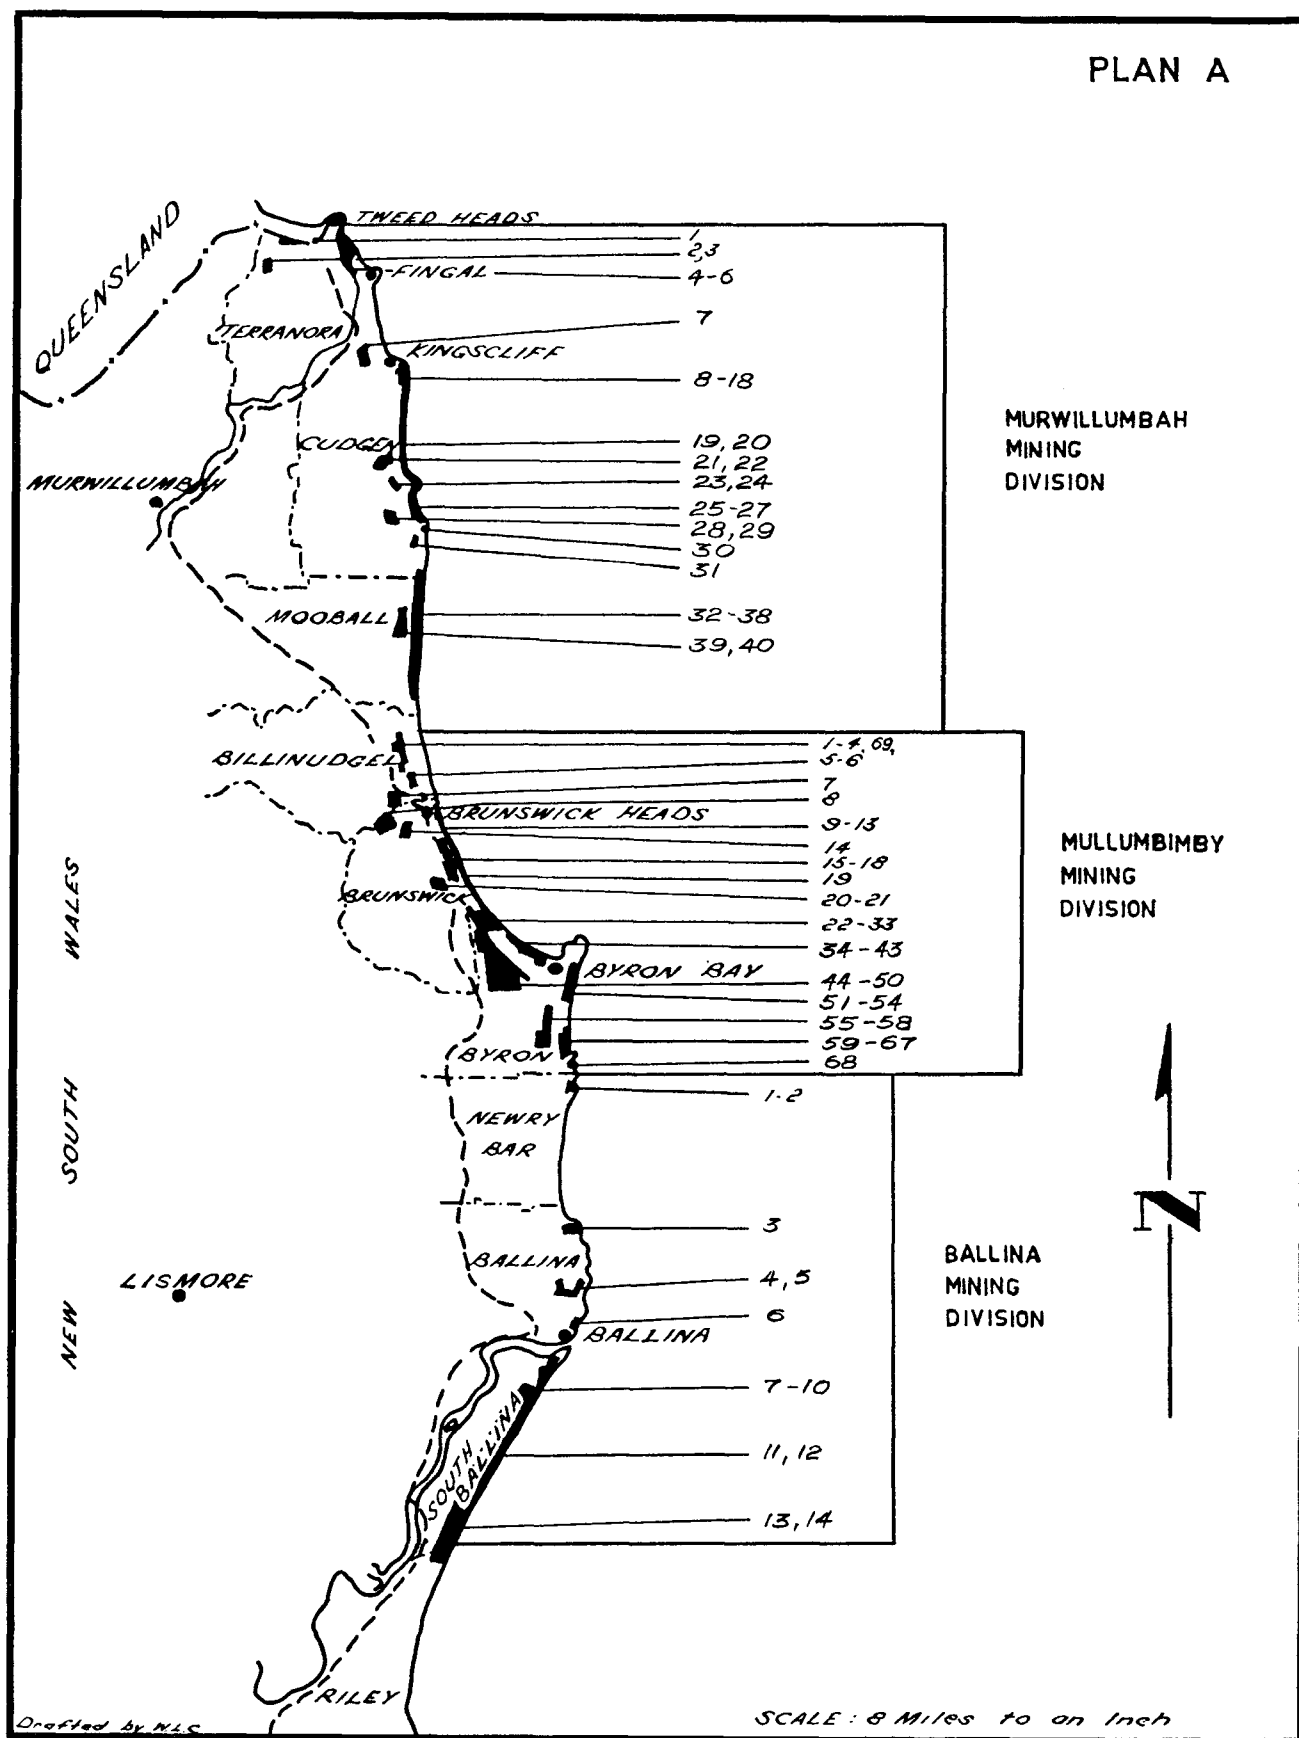 PLAN A
TWEED HEADS
1
2,3
FINGAL
4-6
QUEENSLAND
TERRANORA
7
KINGSCLIFF
8-18
CUDGEN
19,20
21,22
23,24
MURWILLUMBAH
MINING
DIVISION
MURWILLUMBAH
25-27
28,29
30
31
MOOBALL
32-38
39,40
BILLINUDGEL
1-4,69,
5-6
7
8
BRUNSWICK HEADS
9-13
14
15-18
19
BRUNSWICK
20-21
MULLUMBIMBY
MINING
DIVISION
22-33
34-43
BYRON BAY
44-50
51-54
55-58
59-67
BYRON
68
1-2
NEWRY
BAR
3
BALLINA
4,5
6
BALLINA
BALLINA
MINING
DIVISION
LISMORE
NEW SOUTH WALES
N
7-10
SOUTH
BALLINA
11,12
13,14
RILEY
Drafted by W.L.C
SCALE: 8 Miles to an Inch